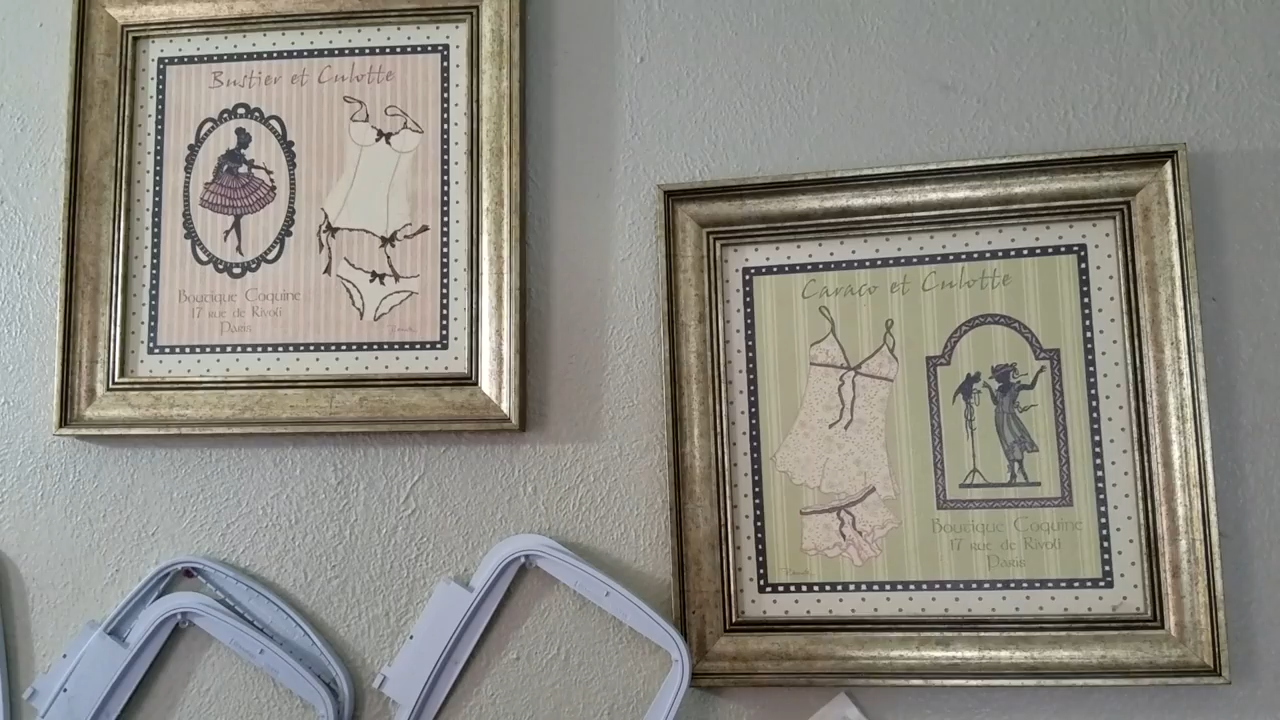 Bustier et Culotte
Boutique Coquine
17 rue de Rivoli
Paris
Caraco et Culotte
Boutique Coquine
17 rue de Rivoli
Paris